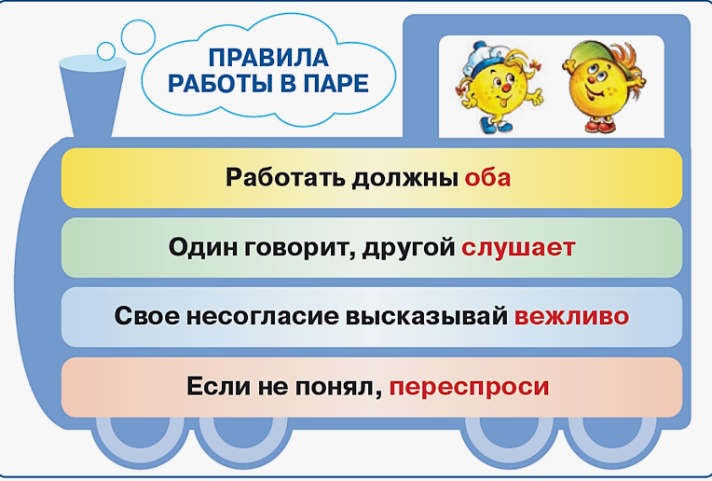 ПРАВИЛА
РАБОТЫ В ПАРЕ
Работать должны оба
Один говорит, другой слушает
Свое несогласие высказывай вежливо
Если не понял, переспроси